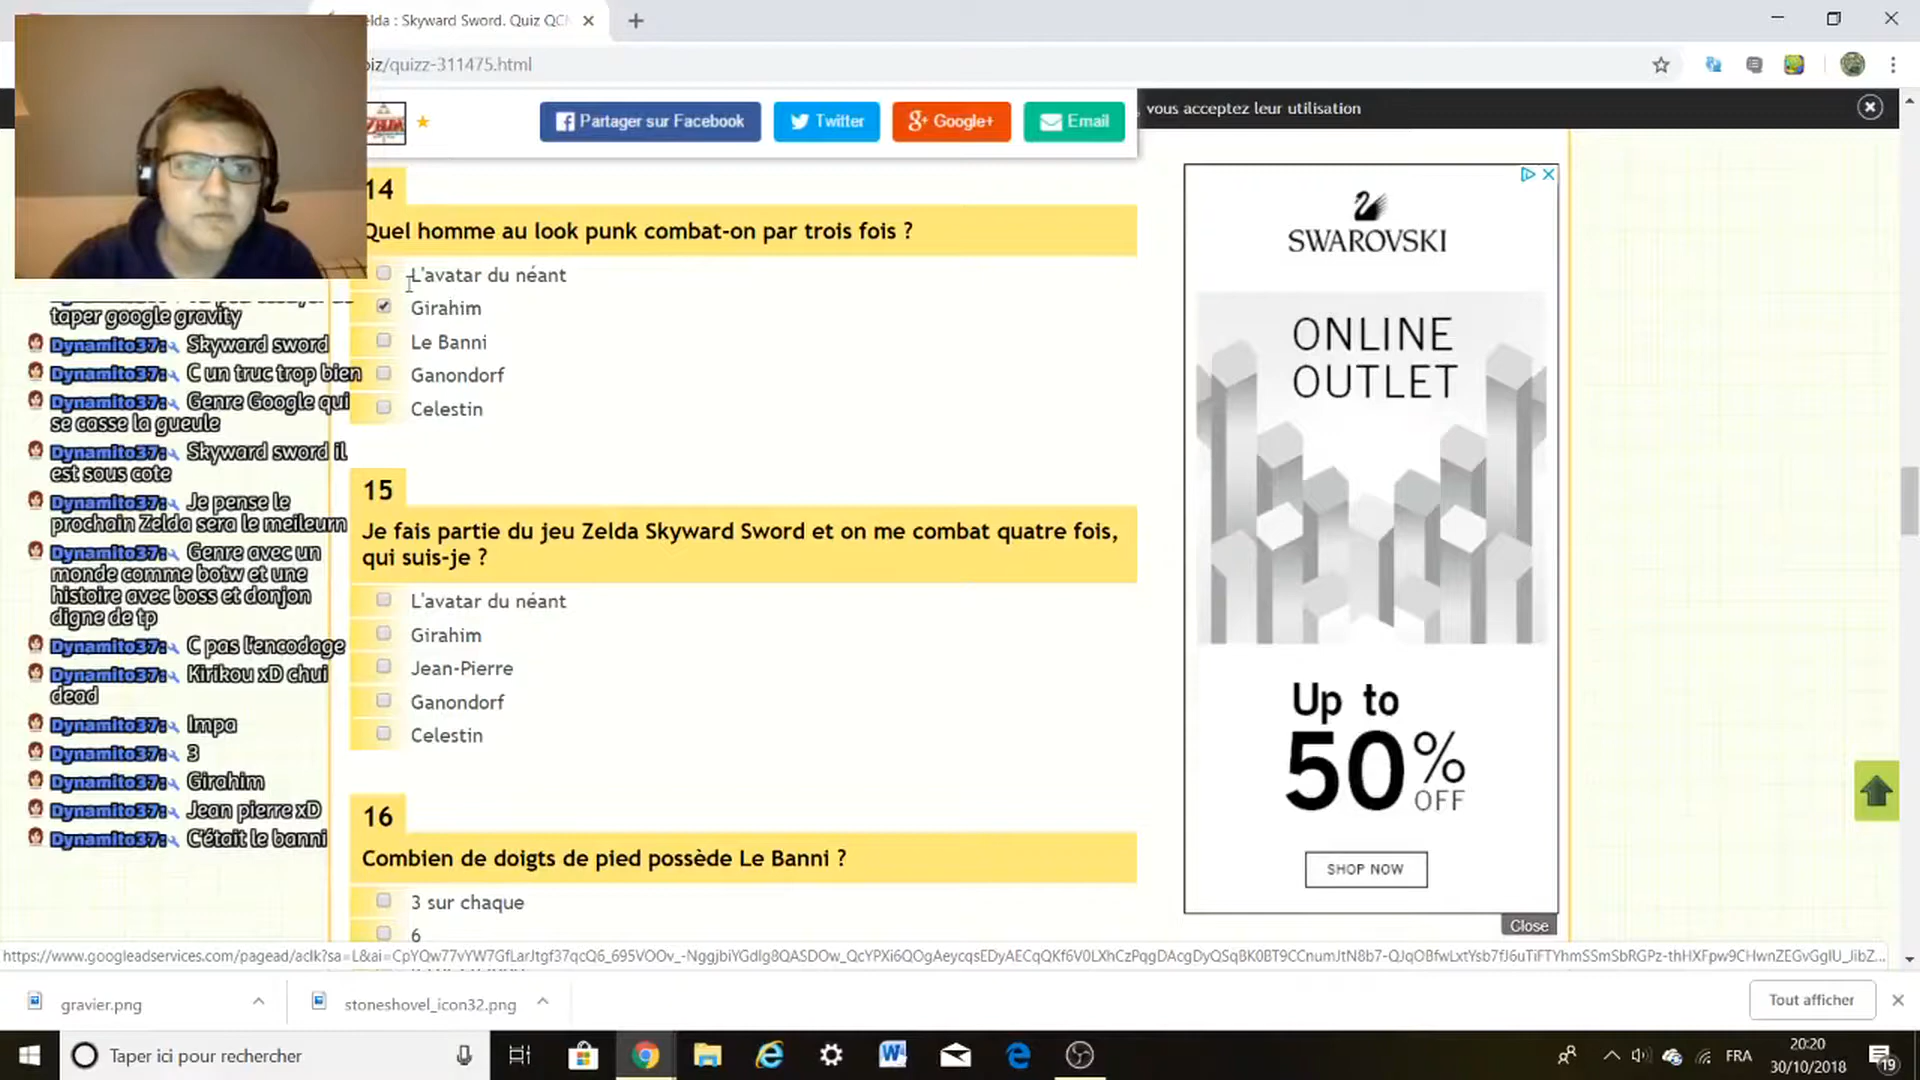 elda : Skyward Sword. Quiz QC
iz/quizz-311475.html
Partager sur Facebook
Twitter
Google+
Email
, vous acceptez leur utilisation
14
Quel homme au look punk combat-on par trois fois ?
L'avatar du néant
Girahim
Le Banni
Ganondorf
Celestin
15
Je fais partie du jeu Zelda Skyward Sword et on me combat quatre fois,
qui suis-je ?
L'avatar du néant
Girahim
Jean-Pierre
Ganondorf
Celestin
16
Combien de doigts de pied possède Le Banni ?
3 sur chaque
6
taper google gravity
Dynamito37: Skyward sword
Dynamito37: C un truc trop bien
Dynamito37: Genre Google qui
se casse la gueule
Dynamito37: Skyward sword il
est sous cote
Dynamito37: Je pense le
prochain Zelda sera le meileurn
Dynamito37: Genre avec un
monde comme botw et une
histoire avec boss et donjon
digne de tp
Dynamito37: C pas l'encodage
Dynamito37: Kirikou xD chui
dead
Dynamito37: Impa
Dynamito37: 3
Dynamito37: Girahim
Dynamito37: Jean pierre xD
Dynamito37: C'était le banni
SWAROVSKI
ONLINE
OUTLET
Up to
50%
OFF
SHOP NOW
Close
gravier.png
stoneshovel_icon32.png
Tout afficher
Taper ici pour rechercher
FRA
20:20
30/10/2018
19